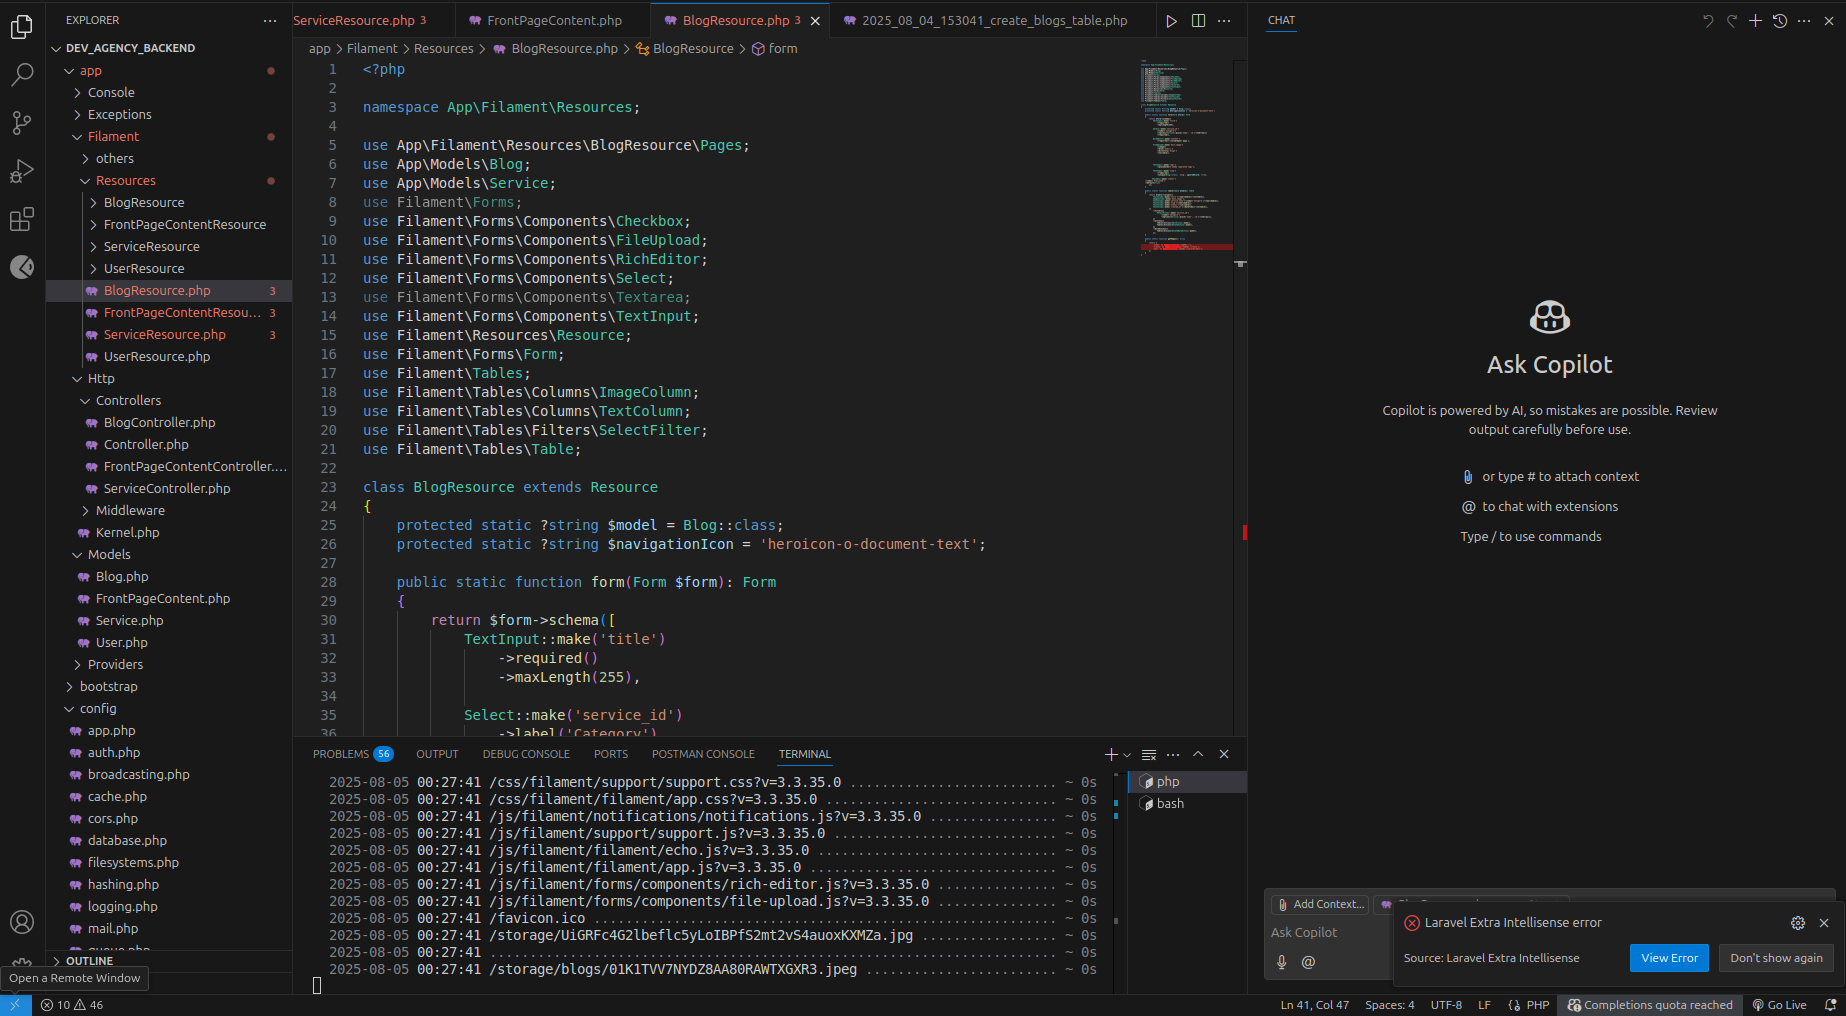 EXPLORER
DEV_AGENCY_BACKEND
app
Console
Exceptions
Filament
others
Resources
BlogResource
FrontPageContentResource
ServiceResource
UserResource
BlogResource.php 3
FrontPageContentResou... 3
ServiceResource.php 3
UserResource.php
Http
Controllers
BlogController.php
Controller.php
FrontPageContentController....
ServiceController.php
Middleware
Kernel.php
Models
Blog.php
FrontPageContent.php
Service.php
User.php
Providers
bootstrap
config
app.php
auth.php
broadcasting.php
cache.php
cors.php
database.php
filesystems.php
hashing.php
logging.php
mail.php
queue.php
OUTLINE
Open a Remote Window
ServiceResource.php 3
FrontPageContent.php
BlogResource.php 3
2025_08_04_153041_create_blogs_table.php
app > Filament > Resources > BlogResource.php > BlogResource > form
1 <?php
2
3 namespace App\Filament\Resources;
4
5 use App\Filament\Resources\BlogResource\Pages;
6 use App\Models\Blog;
7 use App\Models\Service;
8 use Filament\Forms;
9 use Filament\Forms\Components\Checkbox;
10 use Filament\Forms\Components\FileUpload;
11 use Filament\Forms\Components\RichEditor;
12 use Filament\Forms\Components\Select;
13 use Filament\Forms\Components\Textarea;
14 use Filament\Forms\Components\TextInput;
15 use Filament\Resources\Resource;
16 use Filament\Forms\Form;
17 use Filament\Tables;
18 use Filament\Tables\Columns\ImageColumn;
19 use Filament\Tables\Columns\TextColumn;
20 use Filament\Tables\Filters\SelectFilter;
21 use Filament\Tables\Table;
22
23 class BlogResource extends Resource
24 {
25 protected static ?string $model = Blog::class;
26 protected static ?string $navigationIcon = 'heroicon-o-document-text';
27
28 public static function form(Form $form): Form
29 {
30 return $form->schema([
31 TextInput::make('title')
32 ->required()
33 ->maxLength(255),
34
35 Select::make('service_id')
36 ->label('Category')
PROBLEMS 56 OUTPUT DEBUG CONSOLE PORTS POSTMAN CONSOLE TERMINAL
2025-08-05 00:27:41 /css/filament/support/support.css?v=3.3.35.0 .......................... ~ 0s
2025-08-05 00:27:41 /css/filament/filament/app.css?v=3.3.35.0 ............................. ~ 0s
2025-08-05 00:27:41 /js/filament/notifications/notifications.js?v=3.3.35.0 ................ ~ 0s
2025-08-05 00:27:41 /js/filament/support/support.js?v=3.3.35.0 ............................ ~ 0s
2025-08-05 00:27:41 /js/filament/filament/echo.js?v=3.3.35.0 .............................. ~ 0s
2025-08-05 00:27:41 /js/filament/filament/app.js?v=3.3.35.0 ............................... ~ 0s
2025-08-05 00:27:41 /js/filament/forms/components/rich-editor.js?v=3.3.35.0 ............... ~ 0s
2025-08-05 00:27:41 /js/filament/forms/components/file-upload.js?v=3.3.35.0 ............... ~ 0s
2025-08-05 00:27:41 /favicon.ico .......................................................... ~ 0s
2025-08-05 00:27:41 /storage/UiGRFc4G2lbeflc5yLoIBPfS2mt2vS4auoxKXMZa.jpg ................. ~ 0s
2025-08-05 00:27:41 ....................................................................... ~ 0s
2025-08-05 00:27:41 /storage/blogs/01K1TVV7NYDZ8AA80RAWTXGXR3.jpeg ........................ ~ 0s
php
bash
CHAT
Ask Copilot
Copilot is powered by AI, so mistakes are possible. Review
output carefully before use.
or type # to attach context
@ to chat with extensions
Type / to use commands
Add Context...
Ask Copilot
@
Laravel Extra Intellisense error
Source: Laravel Extra Intellisense
View Error
Don't show again
10 46
Ln 41, Col 47 Spaces: 4 UTF-8 LF {} PHP Completions quota reached Go Live